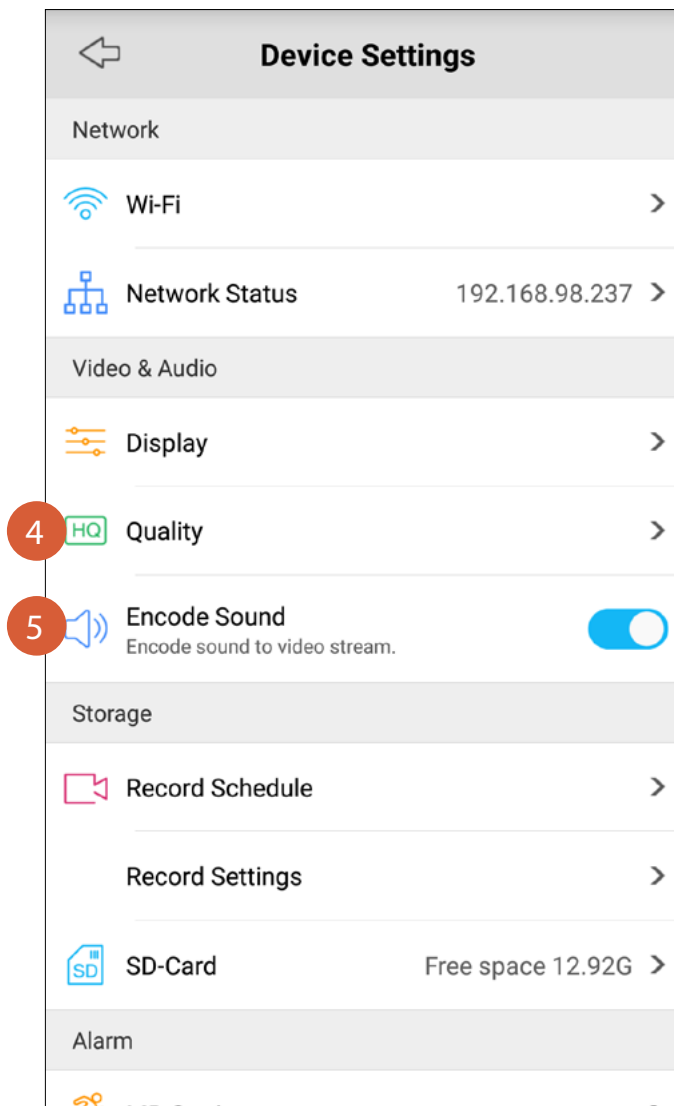 Device Settings
Network
Wi-Fi
Network Status 192.168.98.237
Video & Audio
Display
4 HQ Quality
5 Encode Sound
Encode sound to video stream.
Storage
Record Schedule
Record Settings
SD SD-Card Free space 12.92G
Alarm